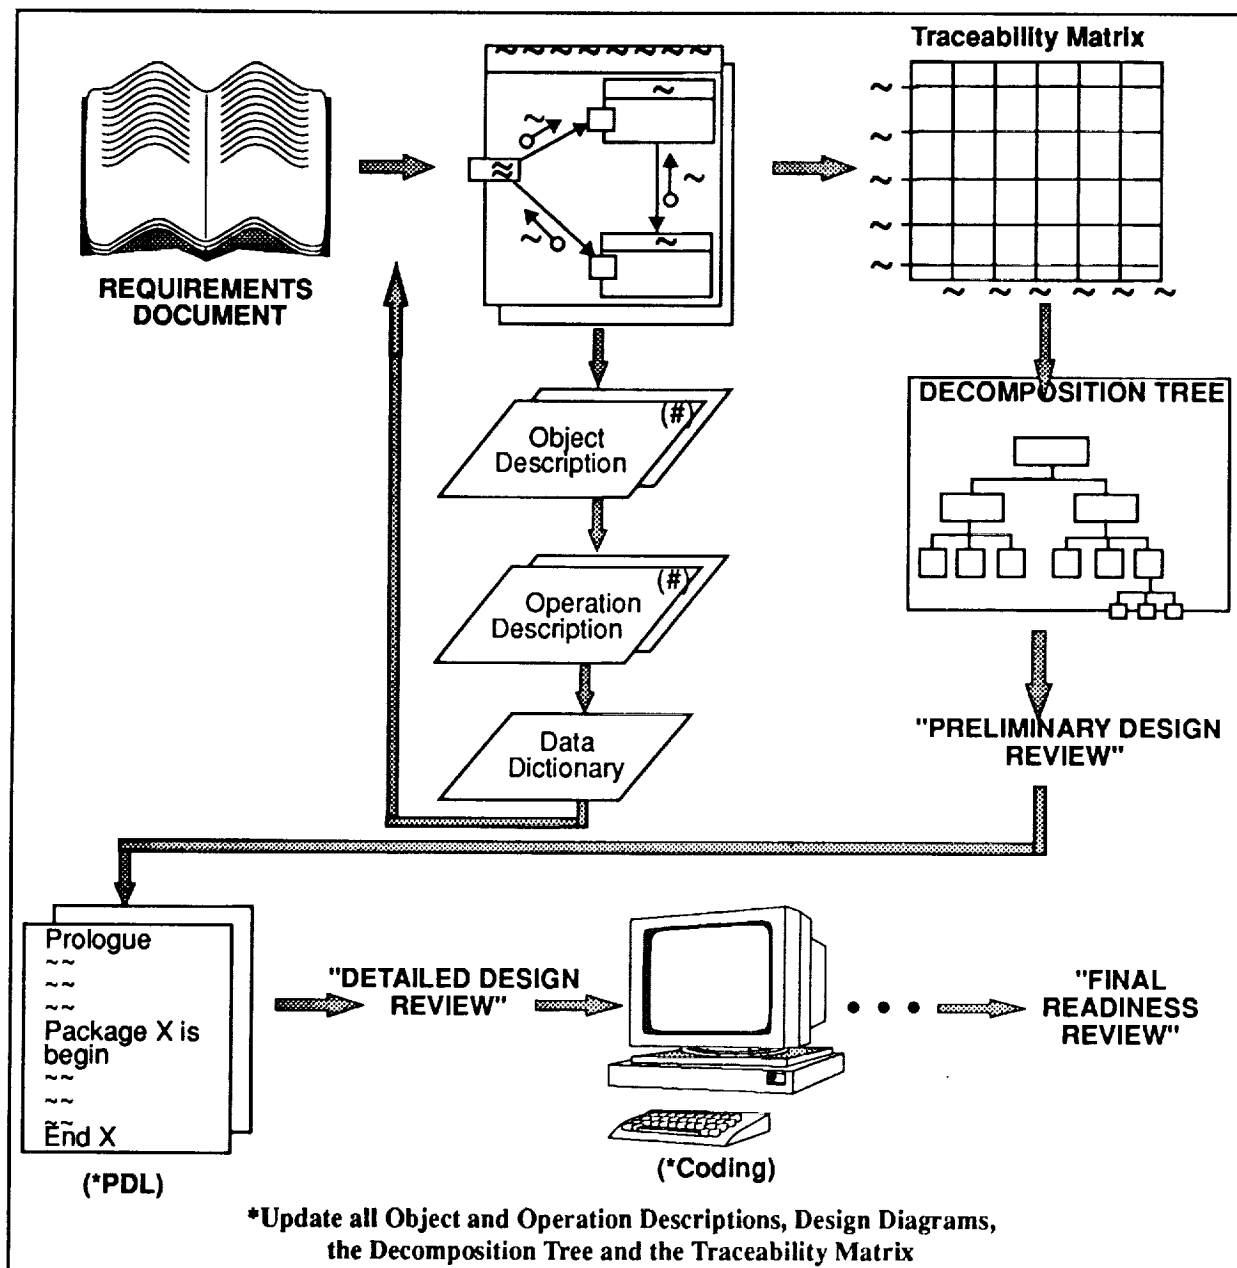 Traceability Matrix
REQUIREMENTS
DOCUMENT
DECOMPOSITION TREE
(#)
Object
Description
(#)
Operation
Description
Data
Dictionary
"PRELIMINARY DESIGN
REVIEW"
Prologue
~ ~
~ ~
~ ~
Package X is
begin
~ ~
~ ~
~ ~
End X
(*PDL)
"DETAILED DESIGN
REVIEW"
(*Coding)
• • •
"FINAL
READINESS
REVIEW"
*Update all Object and Operation Descriptions, Design Diagrams,
the Decomposition Tree and the Traceability Matrix